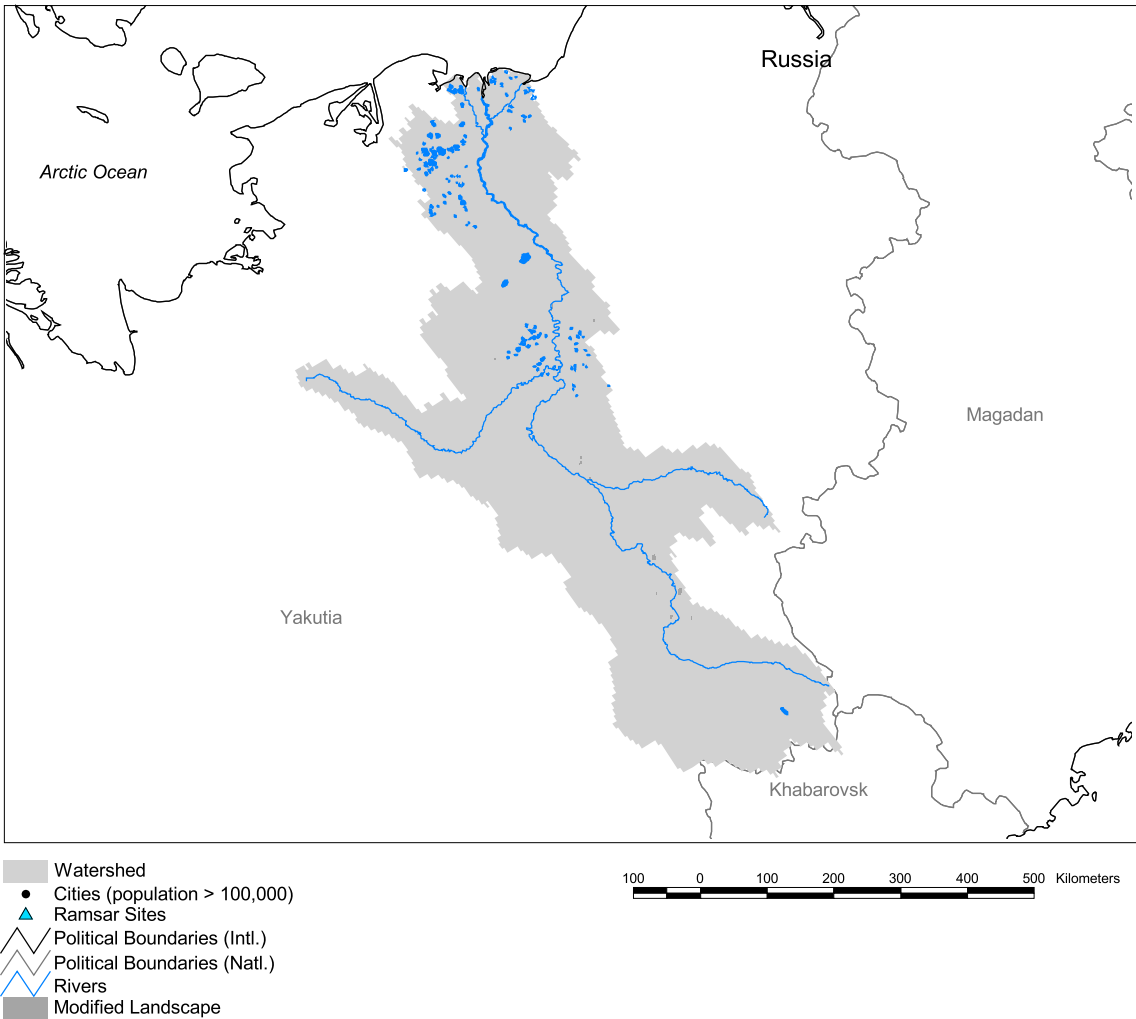 Russia
Arctic Ocean
Magadan
Yakutia
Khabarovsk
Watershed
Cities (population > 100,000)
Ramsar Sites
Political Boundaries (Intl.)
Political Boundaries (Natl.)
Rivers
Modified Landscape
100 0 100 200 300 400 500 Kilometers